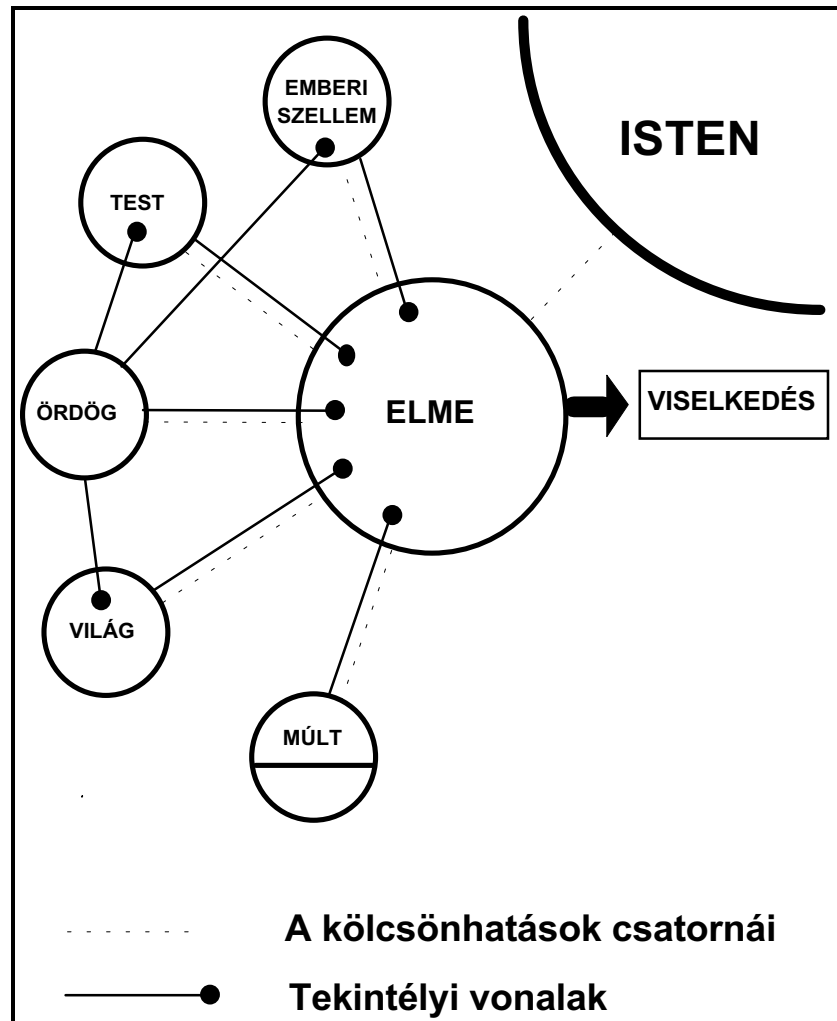 EMBERI
SZELLEM
ISTEN
TEST
ÖRDÖG
ELME
VISELKEDÉS
VILÁG
MÚLT
A kölcsönhatások csatornái
Tekintélyi vonalak